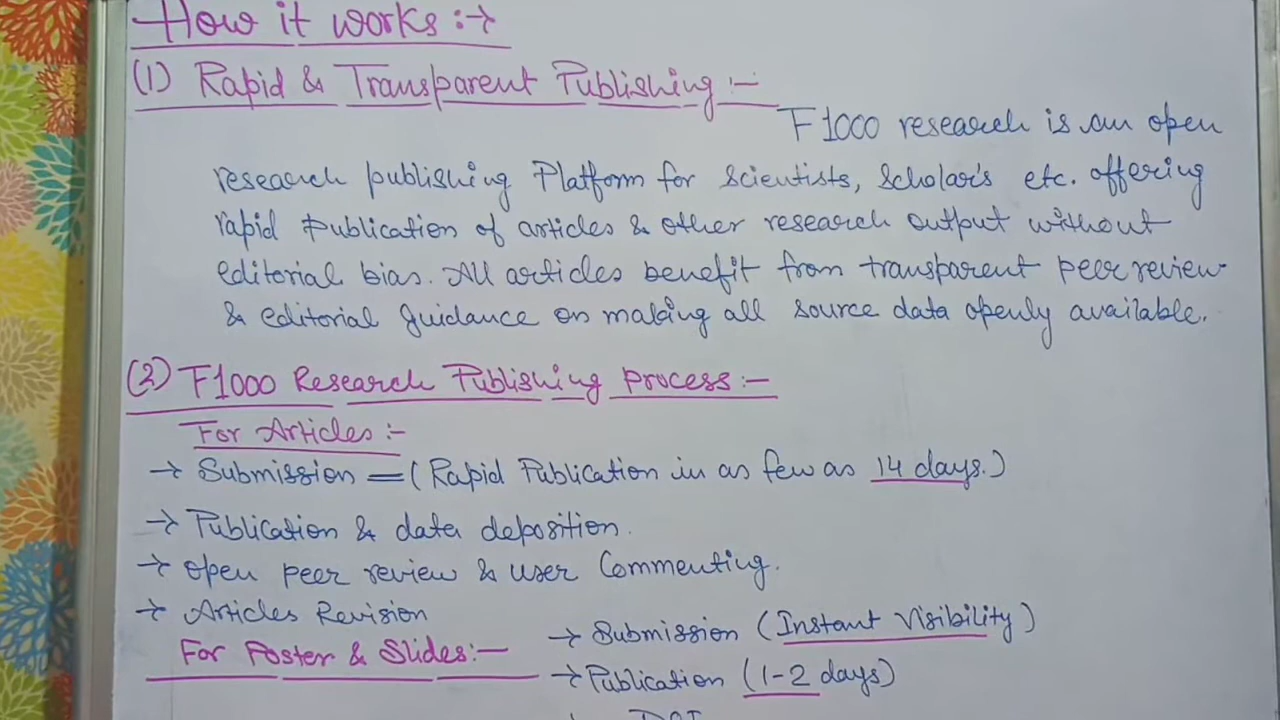 How it works :→
(1) Rapid & Transparent Publishing :-
F1000 research is an open
research publishing Platform for Scientists, Scholar's etc. offering
rapid Publication of articles & other research output without
editorial bias. All articles benefit from transparent peer review
& editorial guidance on making all source data openly available.
(2) F1000 Research Publishing process :-
For Articles :-
→ Submission = (Rapid Publication in as few as 14 days.)
→ Publication & data deposition.
→ open peer review & user Commenting.
→ Articles Revision
For Poster & Slides :-
→ Submission (Instant Visibility)
→ Publication (1-2 days)